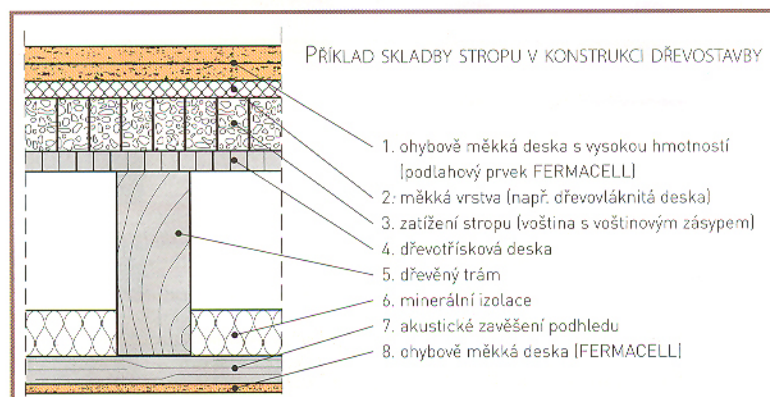 PŘÍKLAD SKLADBY STROPU V KONSTRUKCI DŘEVOSTAVBY
1. ohybově měkká deska s vysokou hmotností
(podlahový prvek FERMACELL)
2. měkká vrstva (např. dřevovláknitá deska)
3. zatížení stropu (voština s voštinovým zásypem)
4. dřevotřísková deska
5. dřevěný trám
6. minerální izolace
7. akustické zavěšení podhledu
8. ohybově měkká deska (FERMACELL)